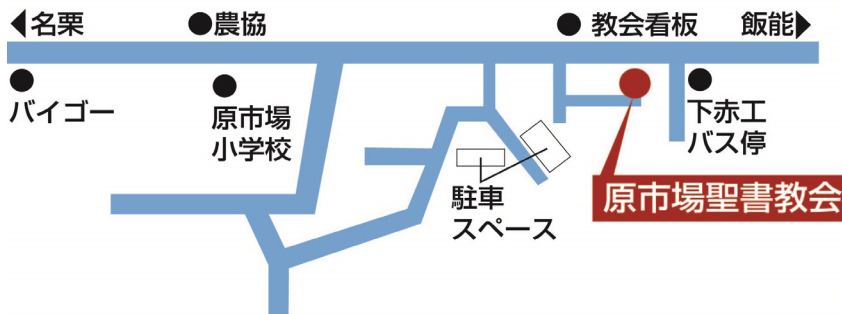 ◀名栗
●農協
● 教会看板
飯能▶
バイゴー
原市場
小学校
下赤工
バス停
駐車
スペース
原市場聖書教会